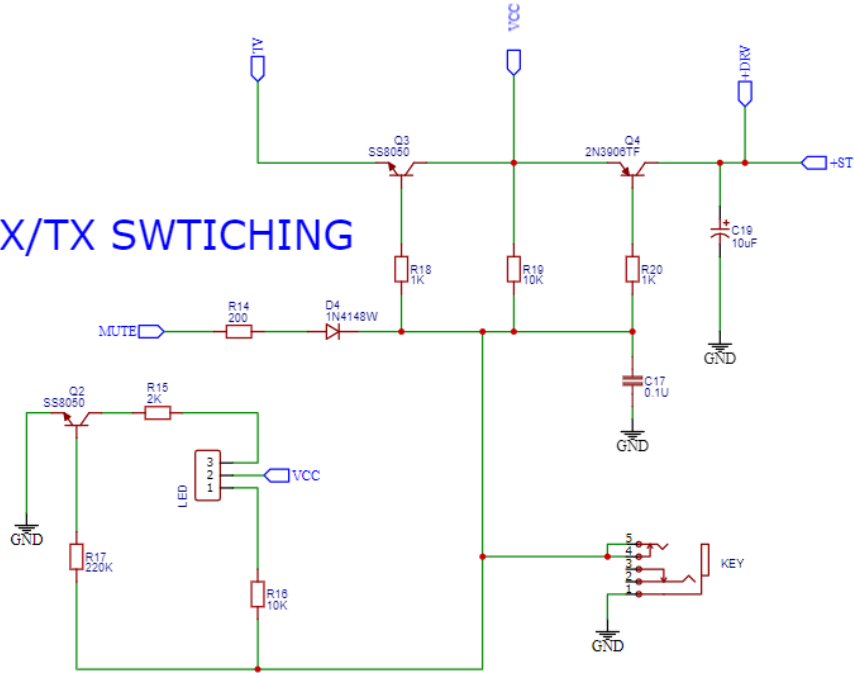 TV
VCC
+DRV
Q3
SS8050
Q4
2N3906TF
+ST
X/TX SWTICHING
C19
10uF
R18
1K
R19
10K
R20
1K
MUTE
R14
200
D4
1N4148W
GND
C17
0.1U
GND
Q2
SS8050
R15
2K
LED
3
2
1
VCC
GND
R17
220K
R16
10K
5
4
3
2
1
KEY
GND